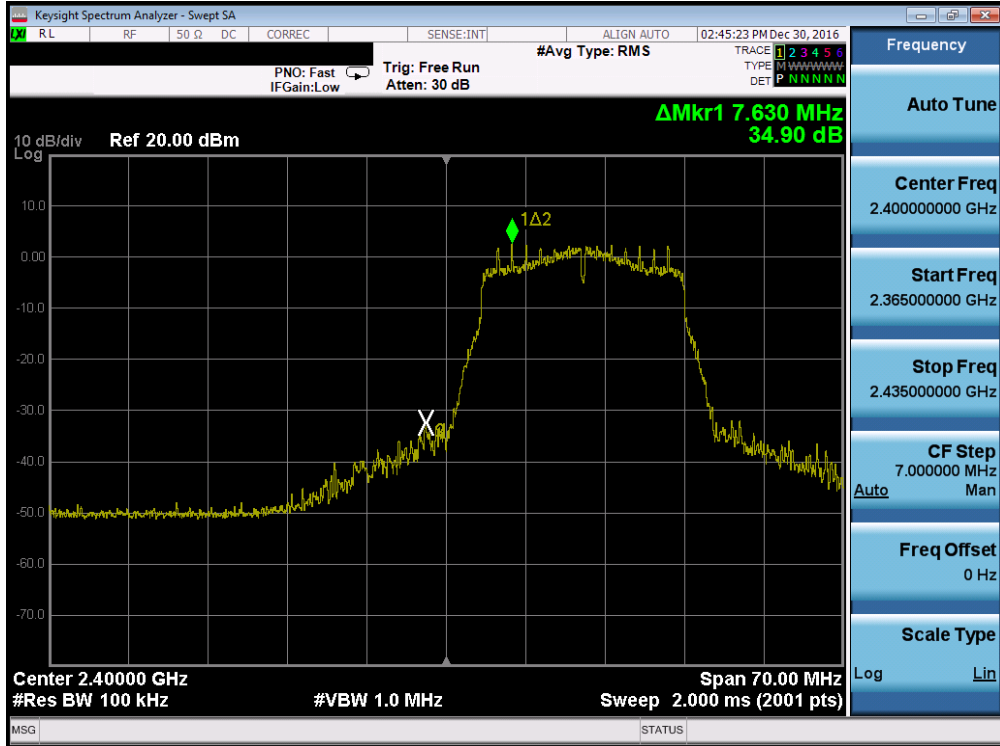 Keysight Spectrum Analyzer - Swept SA
LXI RL RF 50 Ω DC CORREC SENSE:INT ALIGN AUTO 02:45:23 PM Dec 30, 2016
#Avg Type: RMS
TRACE 1 2 3 4 5 6
PNO: Fast Trig: Free Run TYPE M WWWWW
IFGain:Low Atten: 30 dB DET P N N N N N
ΔMkr1 7.630 MHz
34.90 dB
10 dB/div Ref 20.00 dBm
Log
10.0
0.00
-10.0
-20.0
-30.0
-40.0
-50.0
-60.0
-70.0
1Δ2
X
Center 2.40000 GHz Span 70.00 MHz
#Res BW 100 kHz #VBW 1.0 MHz Sweep 2.000 ms (2001 pts)
MSG STATUS
Frequency
Auto Tune
Center Freq
2.400000000 GHz
Start Freq
2.365000000 GHz
Stop Freq
2.435000000 GHz
CF Step
7.000000 MHz
Auto Man
Freq Offset
0 Hz
Scale Type
Log Lin